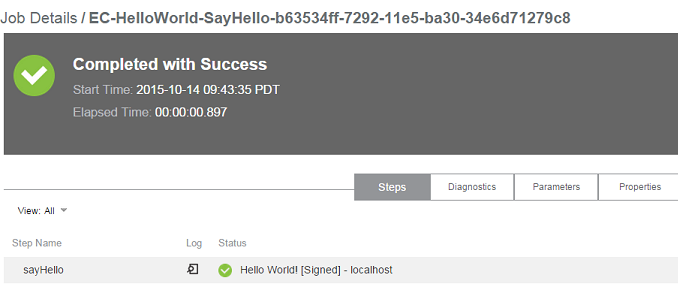 Job Details / EC-HelloWorld-SayHello-b63534ff-7292-11e5-ba30-34e6d71279c8
Completed with Success
Start Time: 2015-10-14 09:43:35 PDT
Elapsed Time: 00:00:00.897
Steps Diagnostics Parameters Properties
View: All
Step Name Log Status
sayHello Hello World! [Signed] - localhost